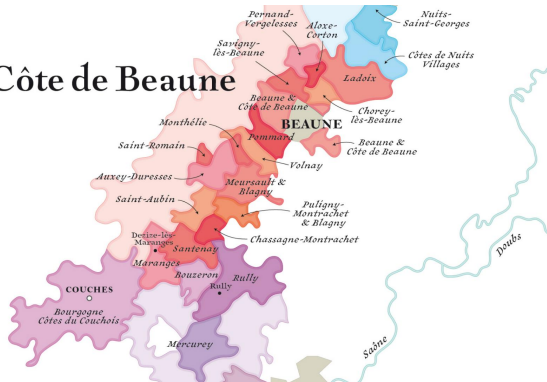 Pernand-
Vergelesses
Aloxe-
Corton
Nuits-
Saint-Georges
Savigny-
lès-Beaune
Côtes de Nuits
Villages
Côte de Beaune
Ladoix
Beaune &
Côte de Beaune
Chorey-
lès-Beaune
Monthélie
BEAUNE
Pommard
Saint-Romain
Beaune &
Côte de Beaune
Volnay
Auxey-Duresses
Meursault &
Blagny
Saint-Aubin
Puligny-
Montrachet
& Blagny
Dezize-lès-
Maranges
Chassagne-Montrachet
Santenay
Maranges
Bouzeron
Rully
Rully
COUCHES
Bourgogne
Côtes du Couchois
Mercurey
Doubs
Saône